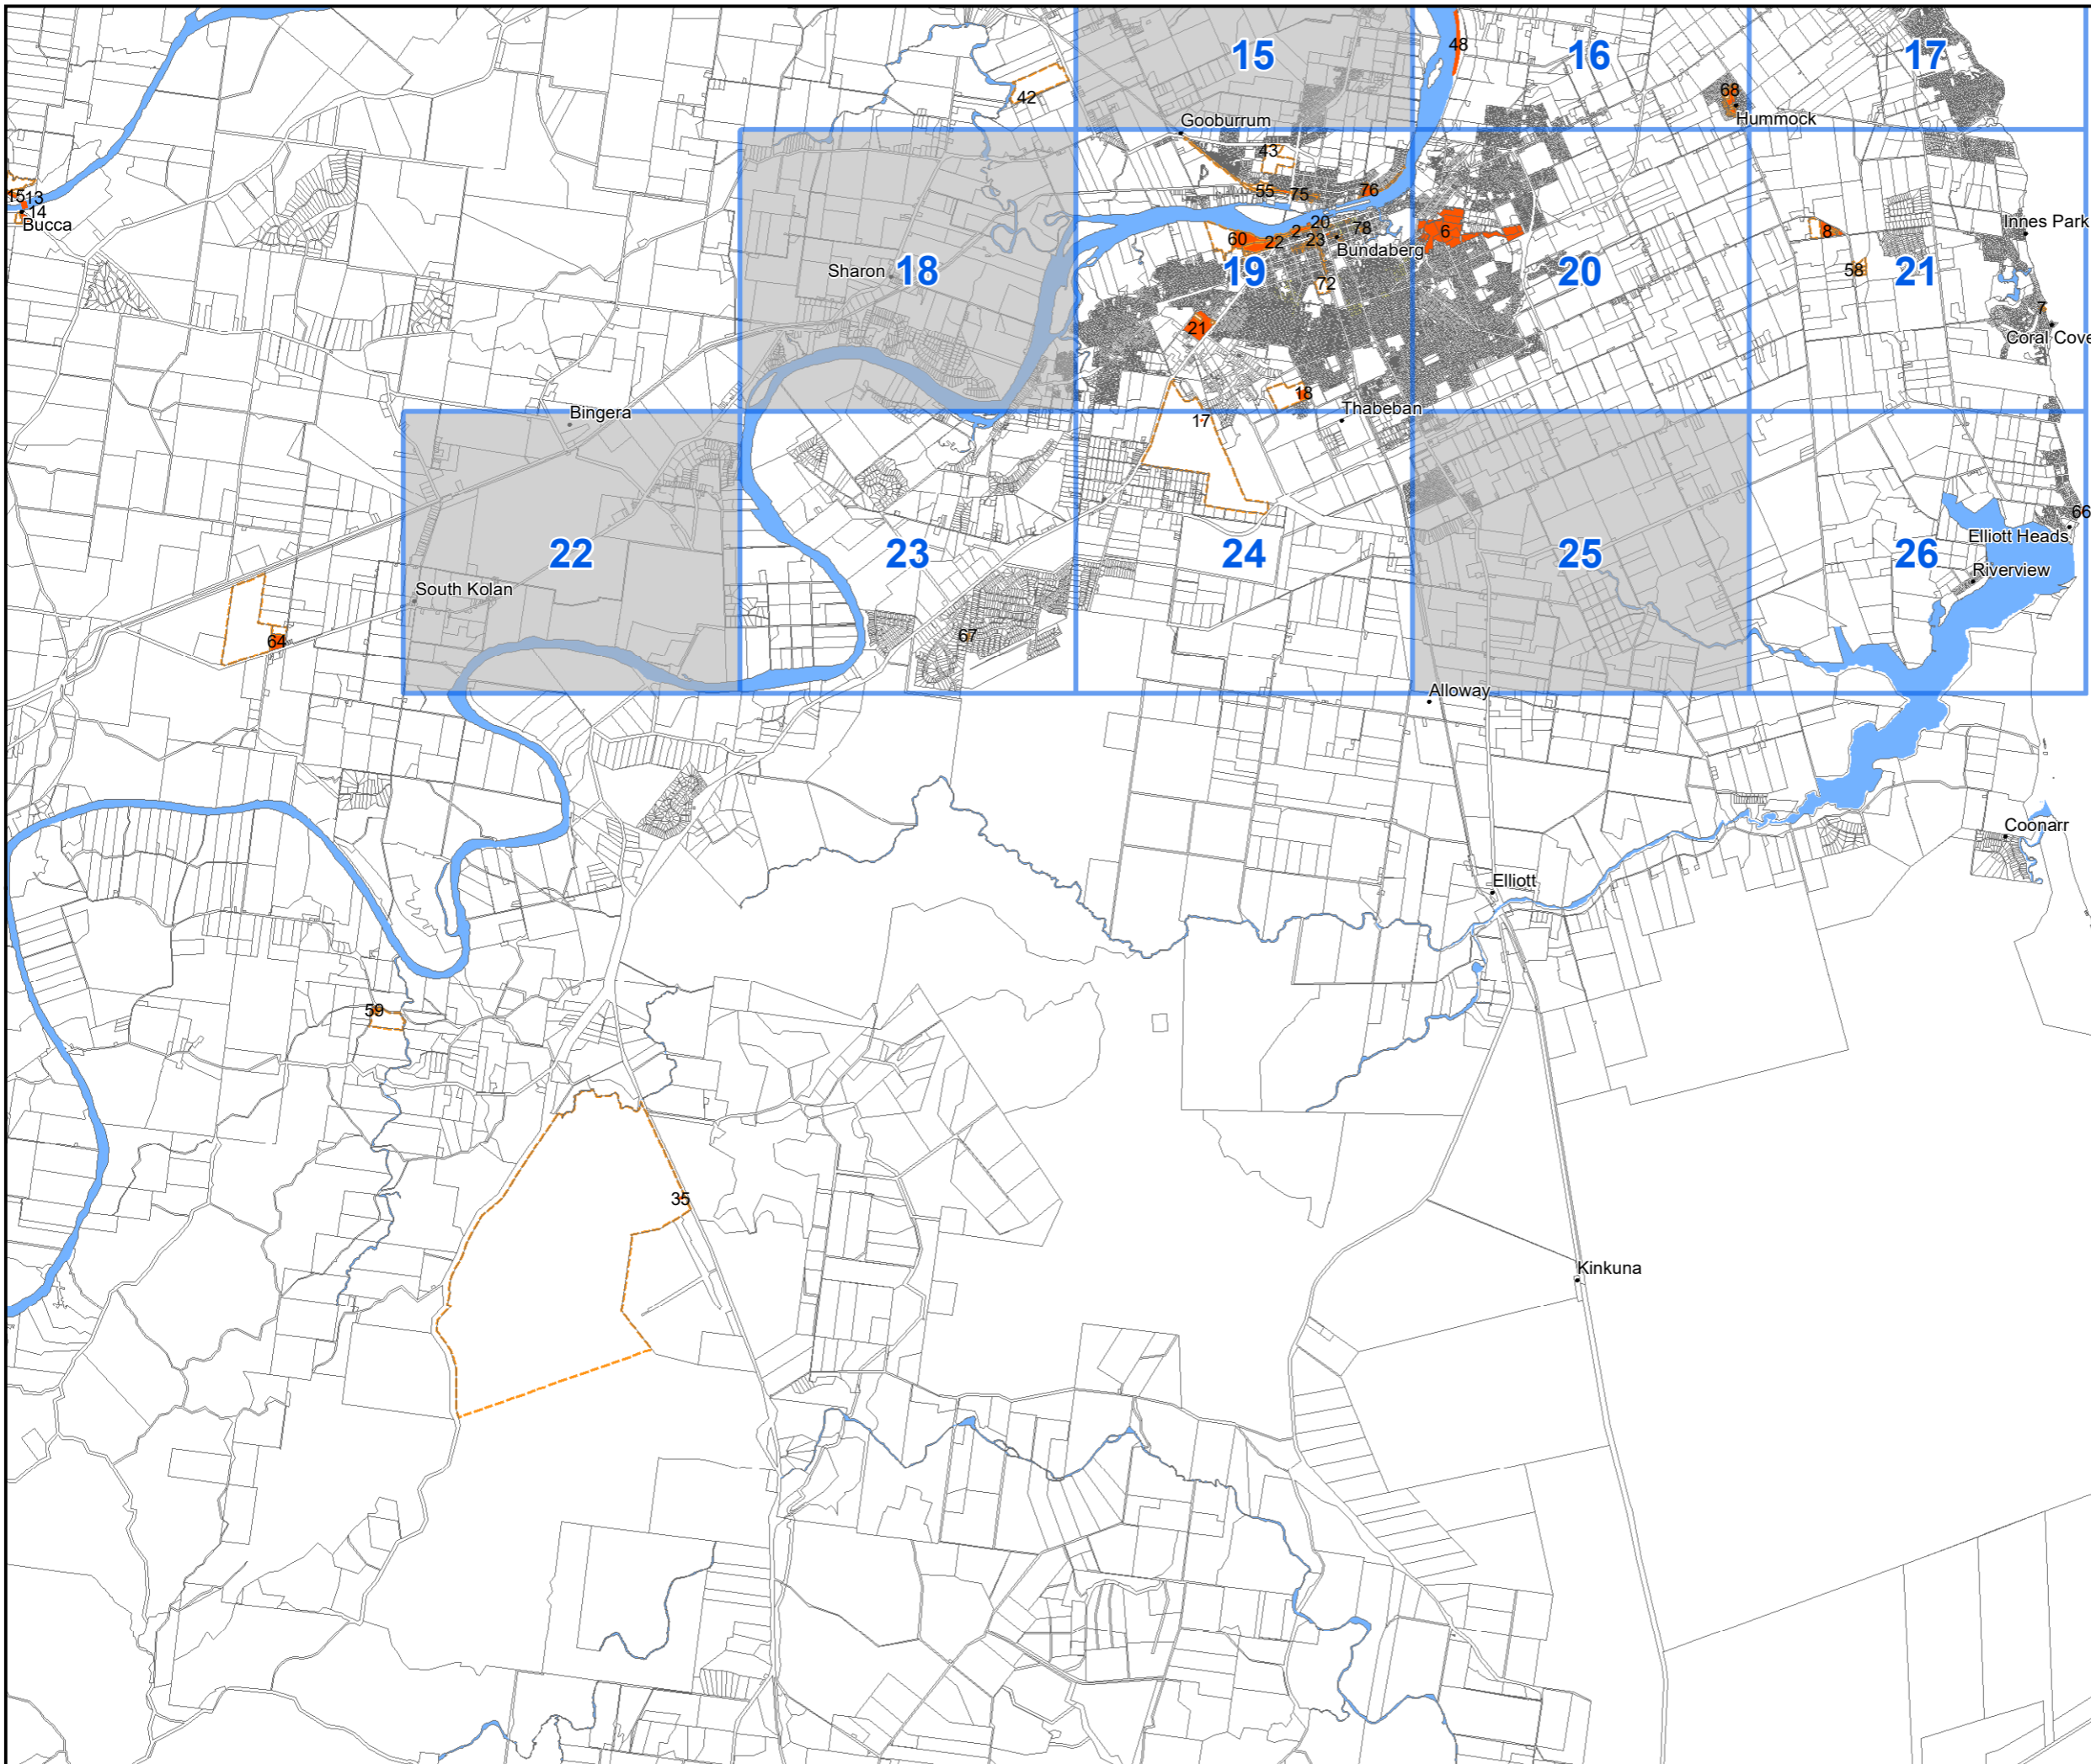 15
16
17
48
42
68
Hummock
Gooburrum
43
1513
14
Bucca
55
75
76
20
2
78
60
22
23
6
Bundaberg
8
Innes Park
Sharon
18
19
20
58
21
72
7
21
Coral Cove
18
Bingera
17
Thabeban
66
22
23
24
25
Elliott Heads
26
South Kolan
Riverview
64
67
Alloway
Coonarr
Elliott
59
35
Kinkuna